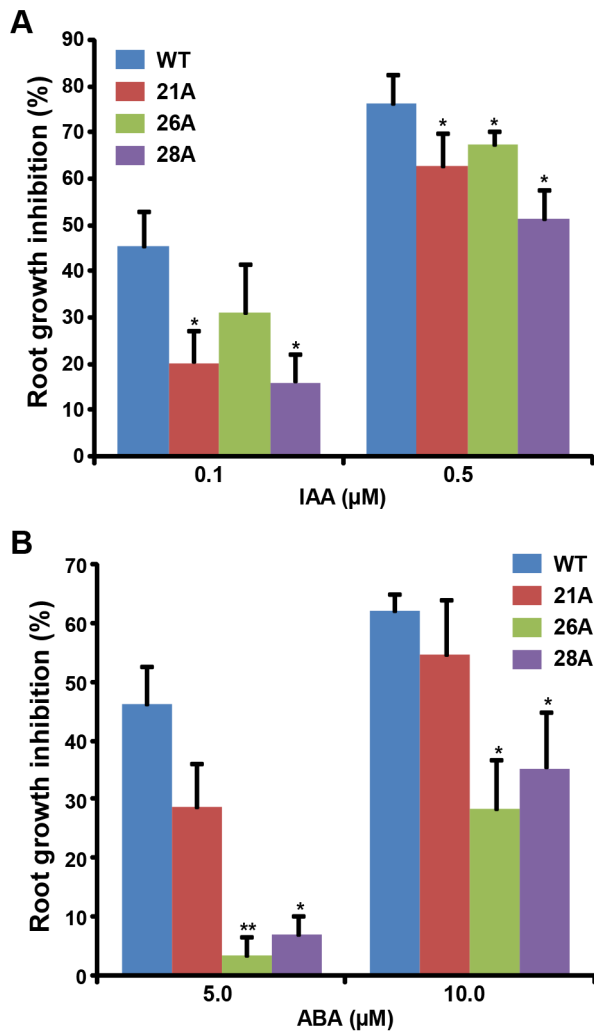 A
Root growth inhibition (%)
90
80
70
60
50
40
30
20
10
0
WT
21A
26A
28A
*
*
*
*
*
0.1
0.5
IAA (µM)
B
Root growth inhibition (%)
70
60
50
40
30
20
10
0
WT
21A
26A
28A
**
*
*
*
5.0
10.0
ABA (µM)